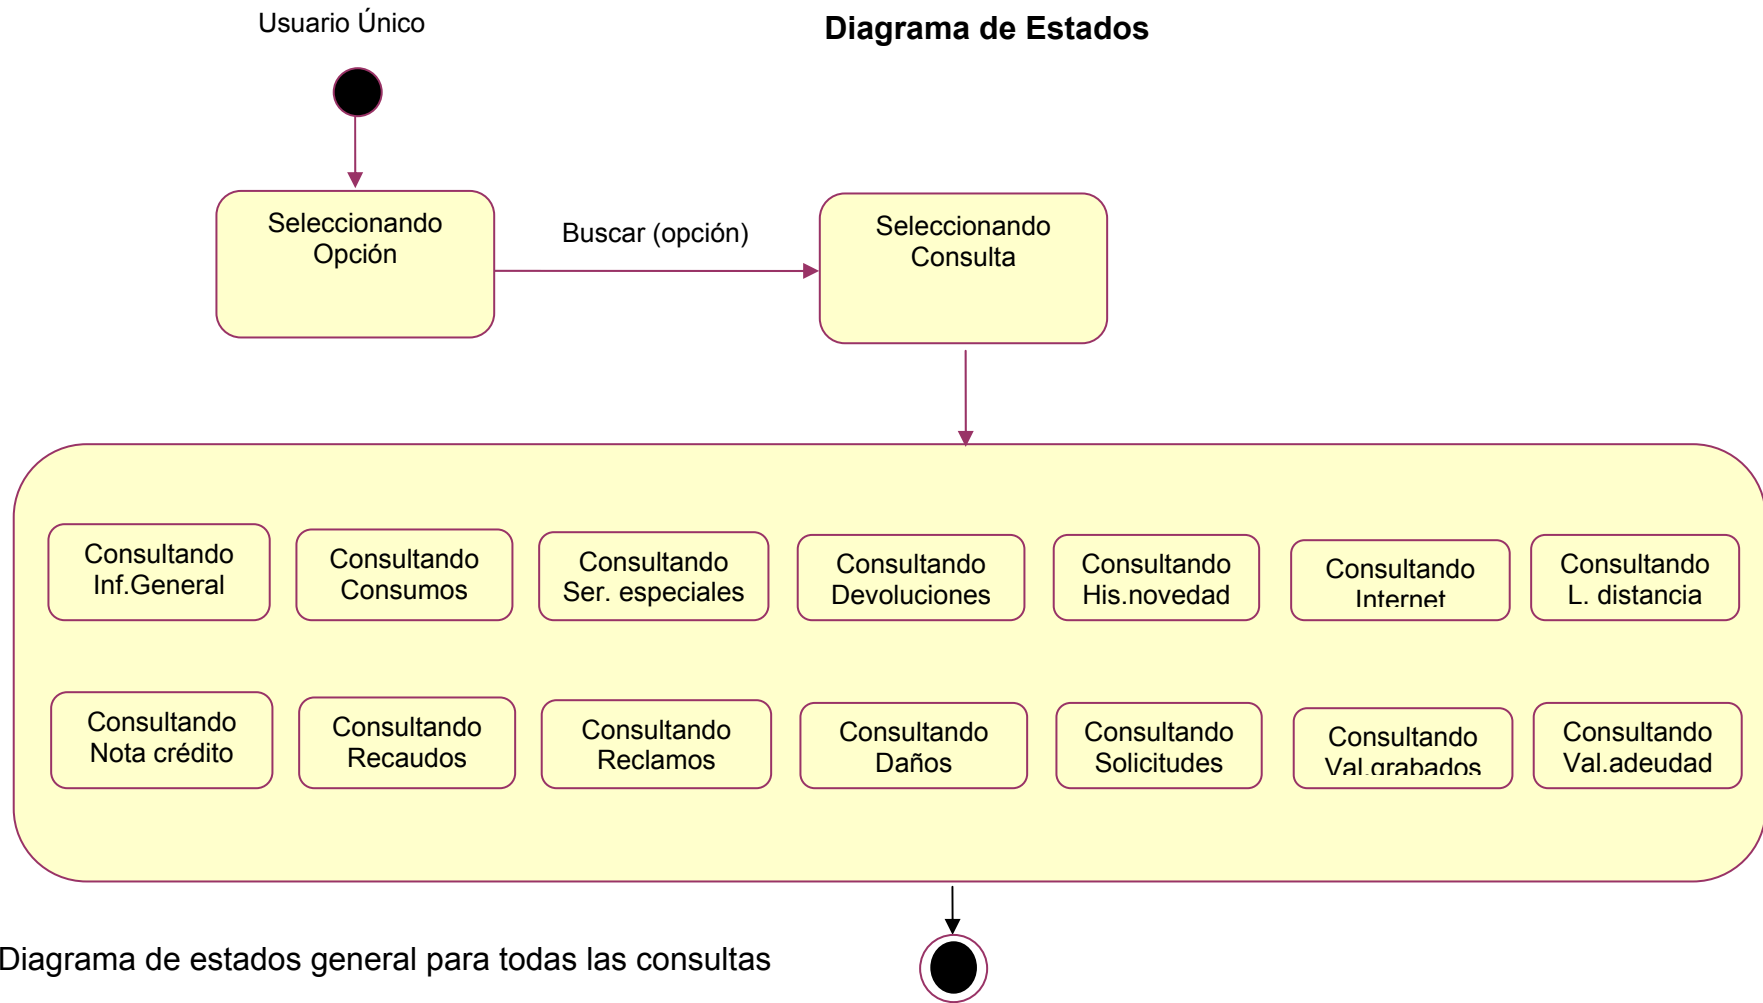 Usuario Único
Diagrama de Estados
Seleccionando
Opción
Buscar (opción)
Seleccionando
Consulta
Consultando
Inf.General
Consultando
Consumos
Consultando
Ser. especiales
Consultando
Devoluciones
Consultando
His.novedad
Consultando
Internet
Consultando
L. distancia
Consultando
Nota crédito
Consultando
Recaudos
Consultando
Reclamos
Consultando
Daños
Consultando
Solicitudes
Consultando
Val.grabados
Consultando
Val.adeudad
Diagrama de estados general para todas las consultas